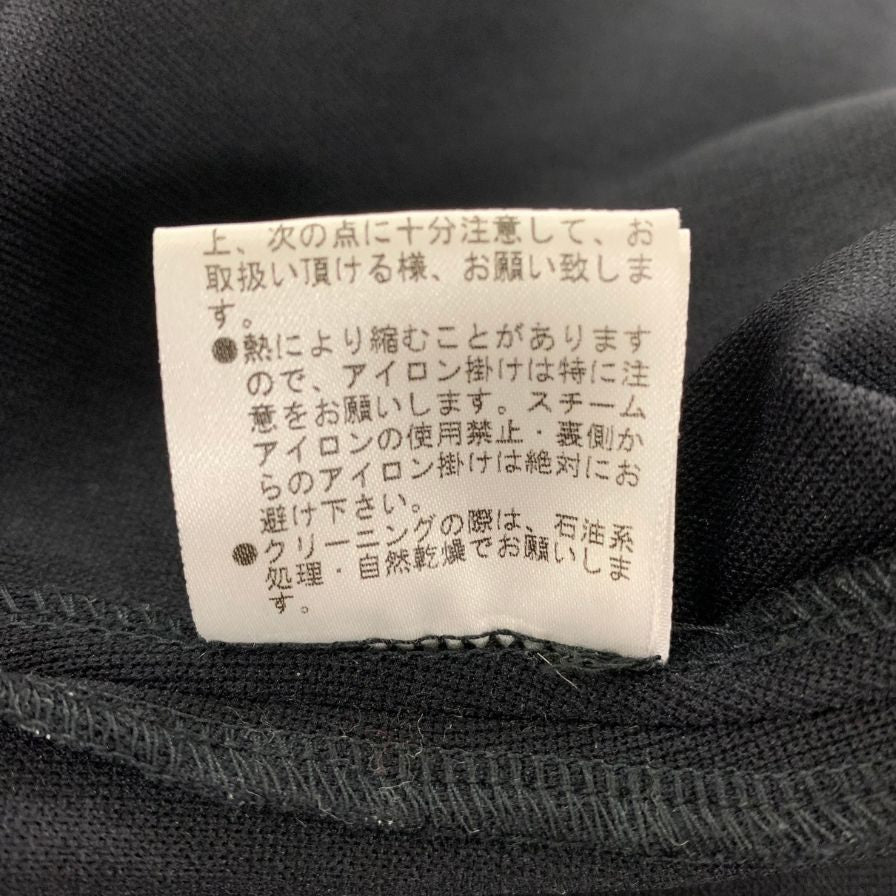 上、次の点に十分注意して、お
取扱い頂ける様、お願い致しま
す。
●熱により縮むことがあります
ので、アイロン掛けは特に注
意をお願いします。スチーム
アイロンの使用禁止・裏側か
らのアイロン掛けは絶対にお
避け下さい。
●クリーニングの際は、石油系
処理・自然乾燥でお願いしま
す。